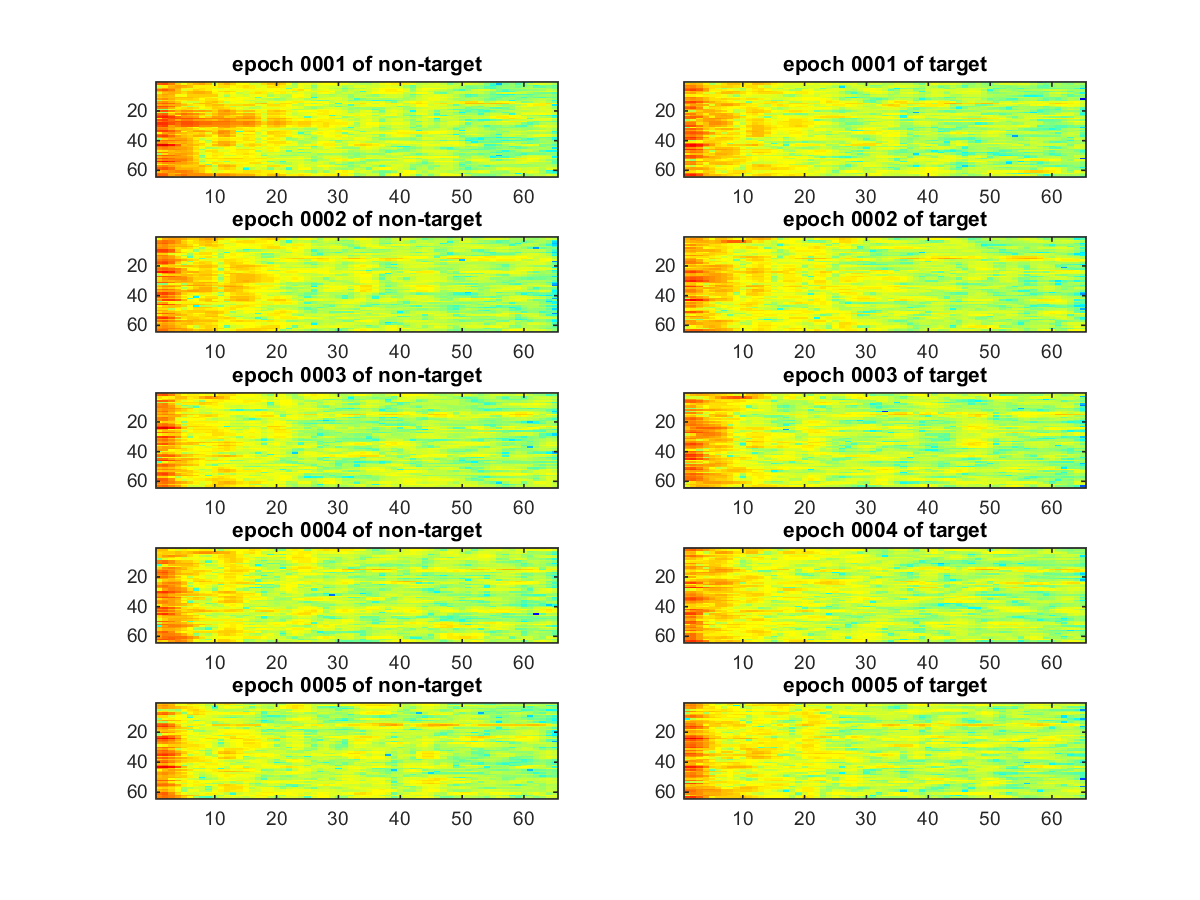 epoch 0001 of non-target
epoch 0001 of target
20
40
60
10 20 30 40 50 60
10 20 30 40 50 60
epoch 0002 of non-target
epoch 0002 of target
20
40
60
10 20 30 40 50 60
10 20 30 40 50 60
epoch 0003 of non-target
epoch 0003 of target
20
40
60
10 20 30 40 50 60
10 20 30 40 50 60
epoch 0004 of non-target
epoch 0004 of target
20
40
60
10 20 30 40 50 60
10 20 30 40 50 60
epoch 0005 of non-target
epoch 0005 of target
20
40
60
10 20 30 40 50 60
10 20 30 40 50 60